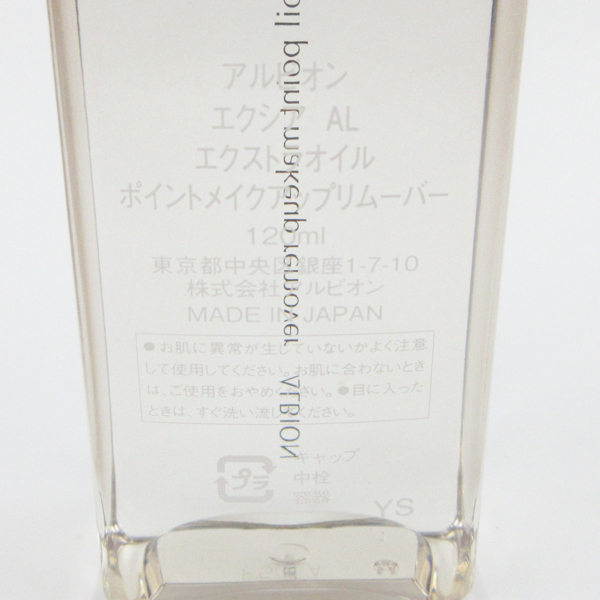 アルビオン
エクシア AL
エクストラオイル
ポイントメイクアップリムーバー
120ml
東京都中央区銀座1-7-10
株式会社アルビオン
MADE IN JAPAN
●お肌に異常が生じていないかよく注意
して使用してください。お肌に合わないとき
は、ご使用をおやめください。●目に入った
ときは、すぐ洗い流してください。
プラ
キャップ
中栓
容器
YS
oil point makeup remover ALBION